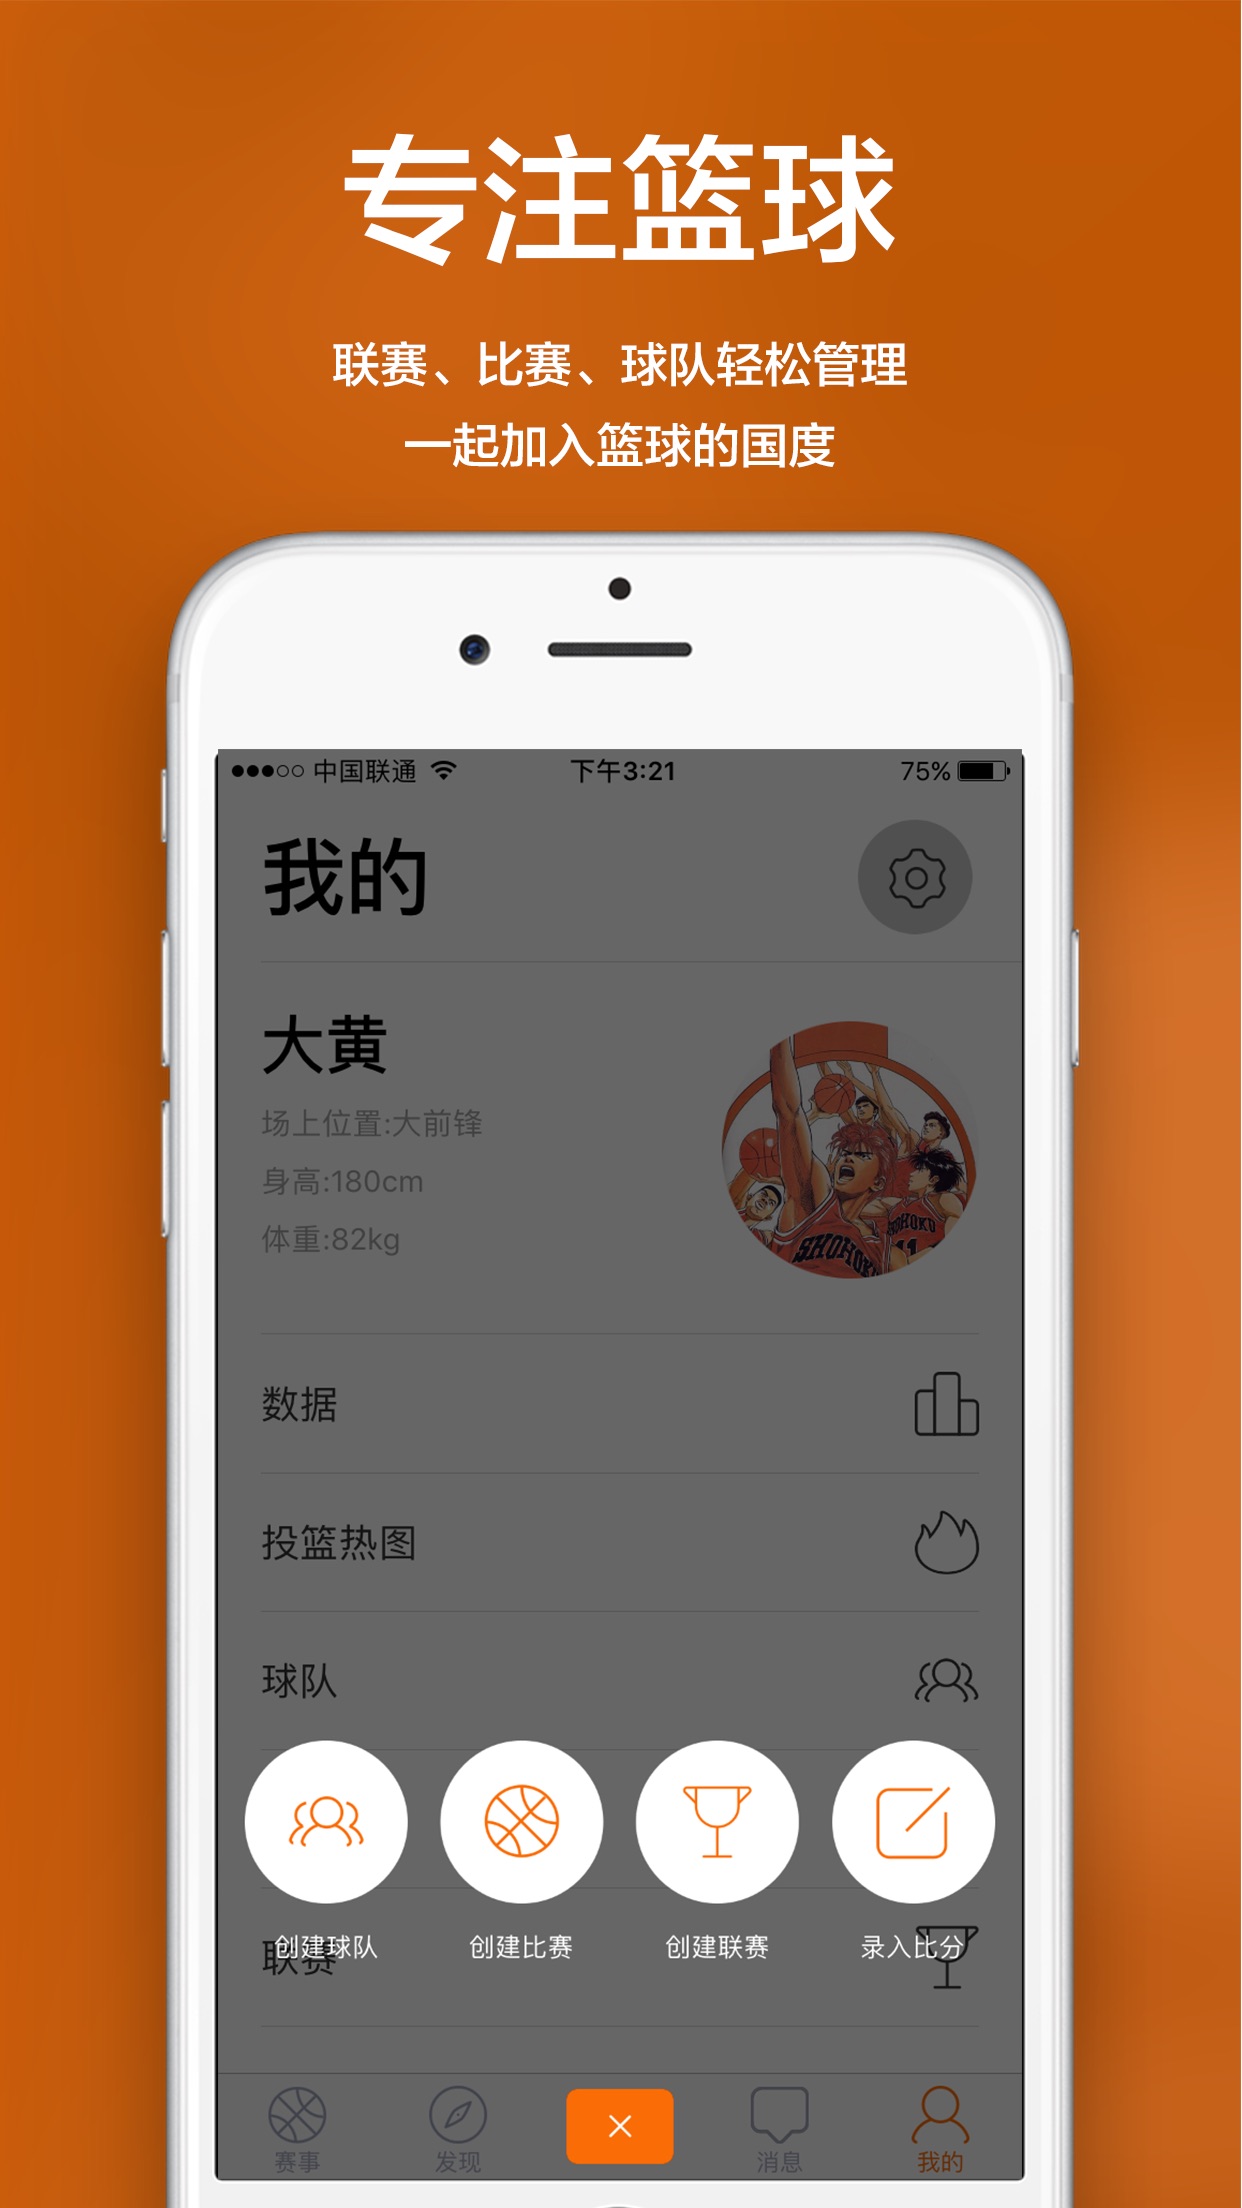 专注篮球
联赛、比赛、球队轻松管理
一起加入篮球的国度
中国联通 下午3:21 75%
我的
大黄
场上位置:大前锋
身高:180cm
体重:82kg
SHOHOKU
SHOHOKU
11
数据
投篮热图
球队
创建球队 创建比赛 创建联赛 录入比分
联赛
赛事 发现 消息 我的